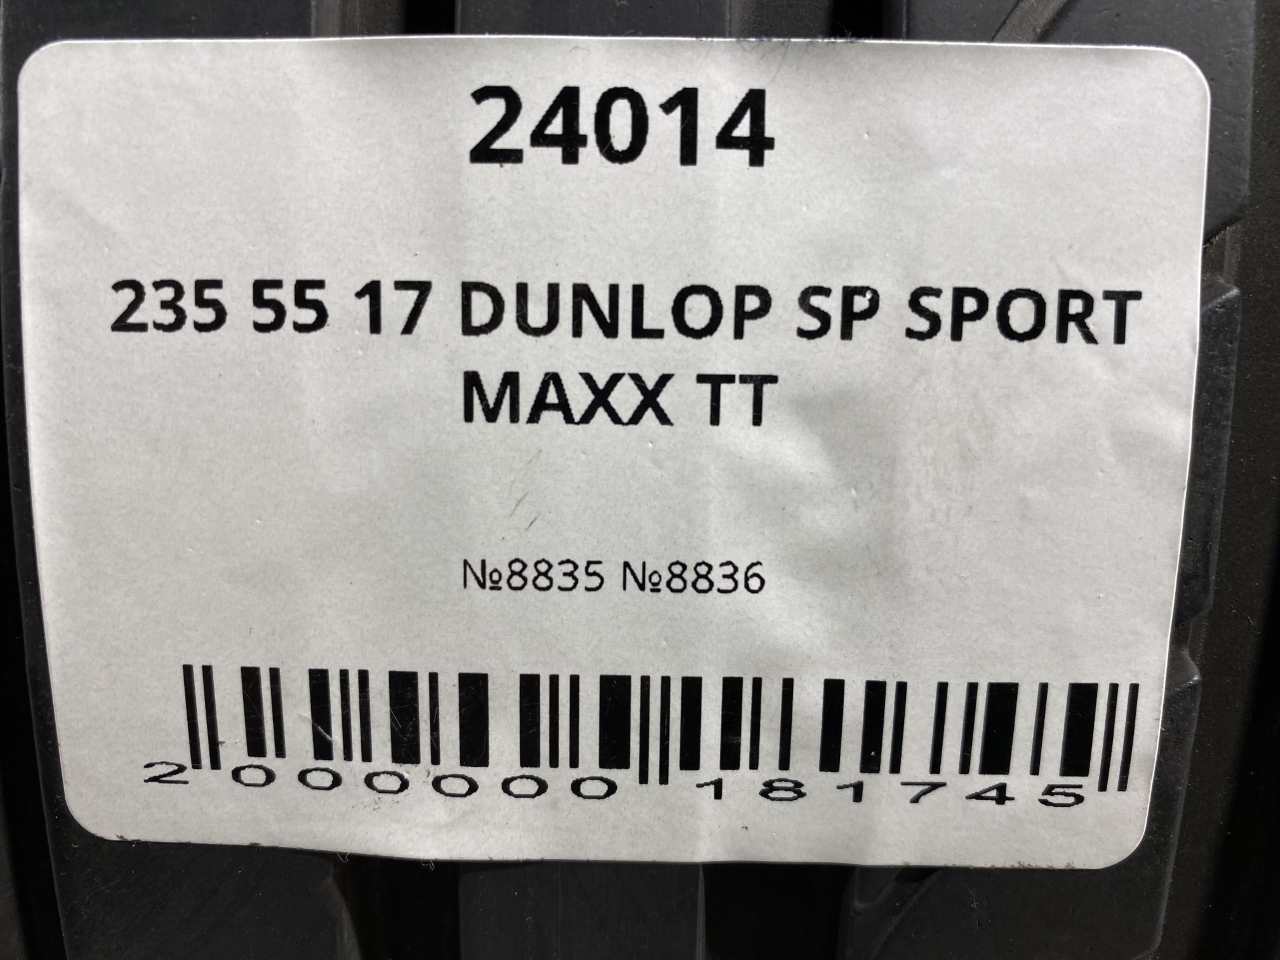 24014
235 55 17 DUNLOP SP SPORT
MAXX TT
№8835 №8836
2 000000 181745